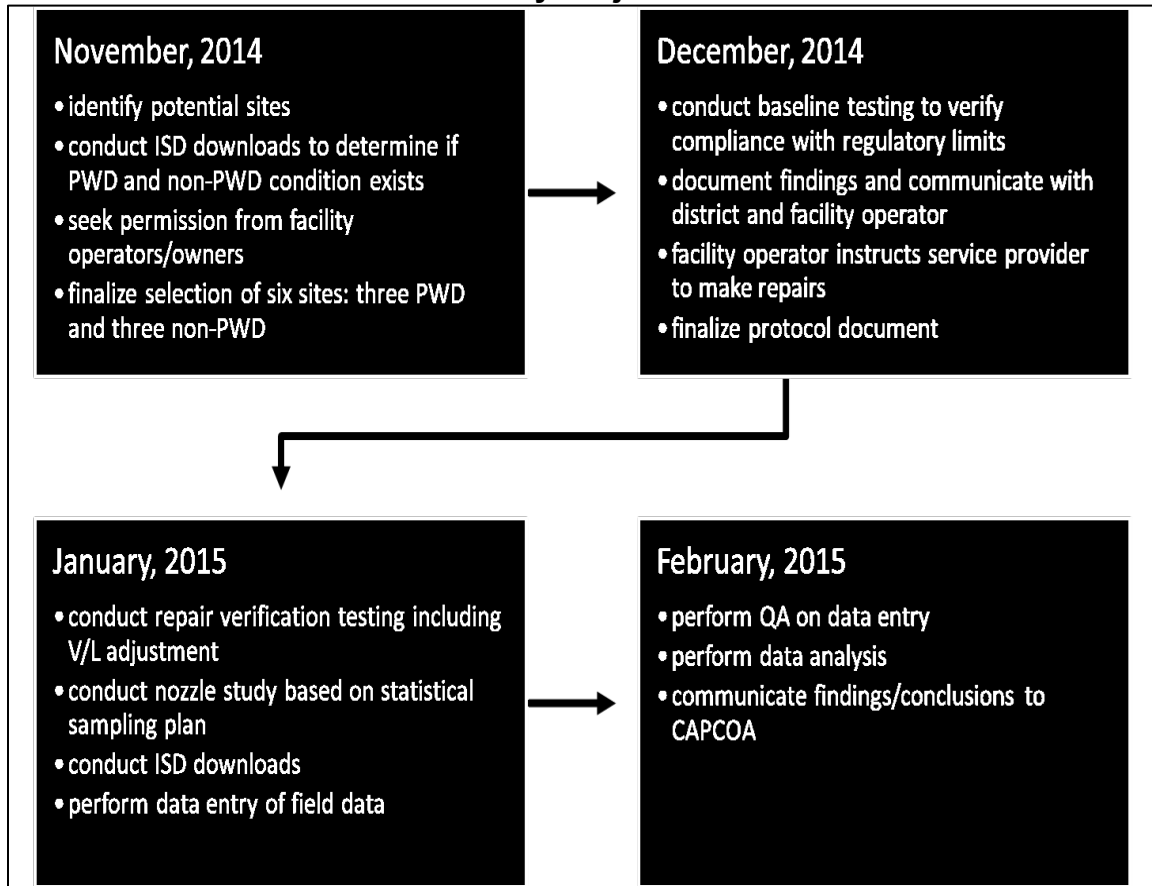 November, 2014
• identify potential sites
• conduct ISD downloads to determine if
PWD and non-PWD condition exists
• seek permission from facility
operators/owners
• finalize selection of six sites: three PWD
and three non-PWD
December, 2014
• conduct baseline testing to verify
compliance with regulatory limits
• document findings and communicate with
district and facility operator
• facility operator instructs service provider
to make repairs
• finalize protocol document
January, 2015
• conduct repair verification testing including
V/L adjustment
• conduct nozzle study based on statistical
sampling plan
• conduct ISD downloads
• perform data entry of field data
February, 2015
• perform QA on data entry
• perform data analysis
• communicate findings/conclusions to
CAPCOA